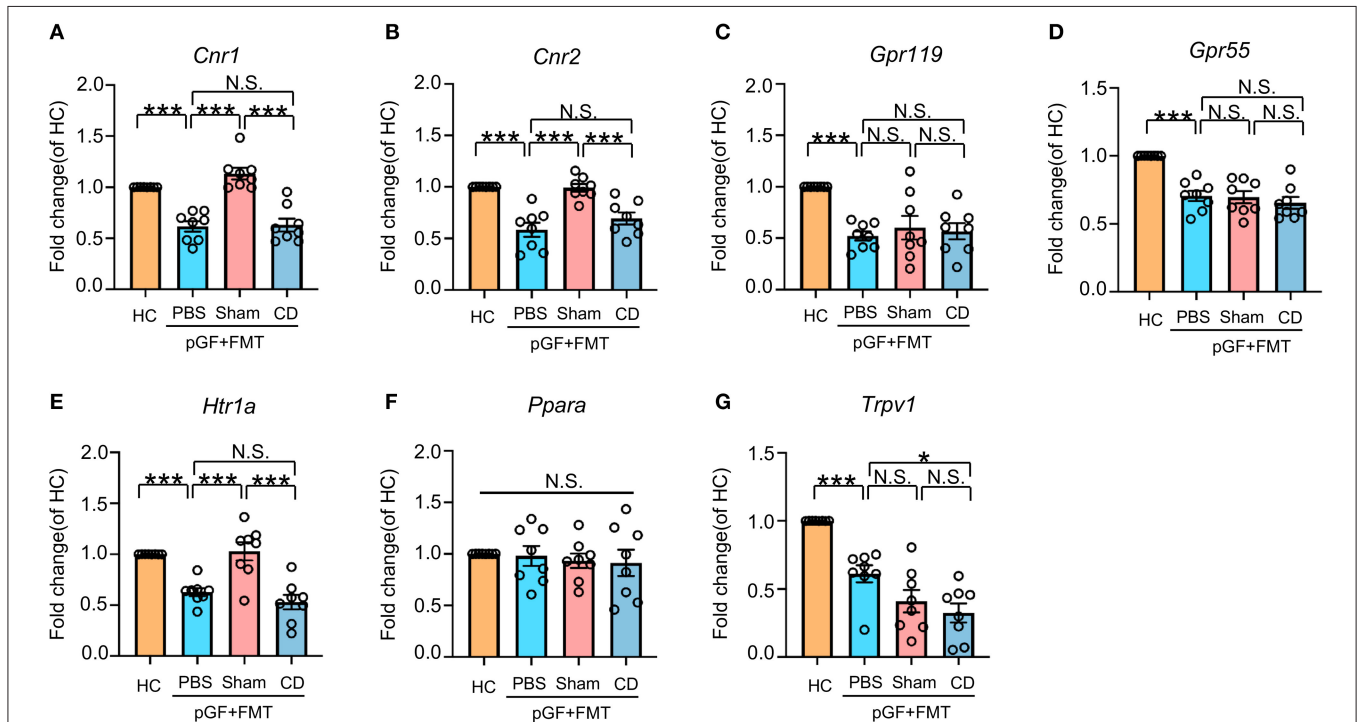 A
Cnr1
N.S.
*** *** ***
Fold change(of HC)
2.0
1.5
1.0
0.5
0.0
HC PBS Sham CD
pGF+FMT
B
Cnr2
N.S.
*** *** ***
Fold change(of HC)
2.0
1.5
1.0
0.5
0.0
HC PBS Sham CD
pGF+FMT
C
Gpr119
N.S.
*** N.S. N.S.
Fold change(of HC)
2.0
1.5
1.0
0.5
0.0
HC PBS Sham CD
pGF+FMT
D
Gpr55
N.S.
*** N.S. N.S.
Fold change(of HC)
1.5
1.0
0.5
0.0
HC PBS Sham CD
pGF+FMT
E
Htr1a
N.S.
*** *** ***
Fold change(of HC)
2.0
1.5
1.0
0.5
0.0
HC PBS Sham CD
pGF+FMT
F
Ppara
N.S.
Fold change(of HC)
2.0
1.5
1.0
0.5
0.0
HC PBS Sham CD
pGF+FMT
G
Trpv1
*
*** N.S. N.S.
Fold change(of HC)
1.5
1.0
0.5
0.0
HC PBS Sham CD
pGF+FMT